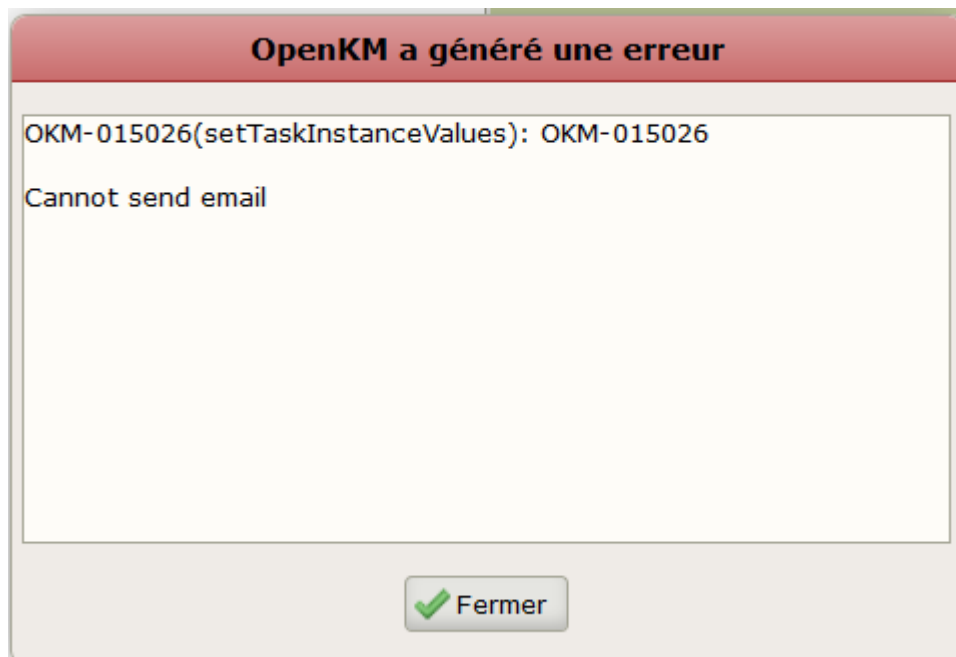 OpenKM a généré une erreur
OKM-015026(setTaskInstanceValues): OKM-015026
Cannot send email
Fermer